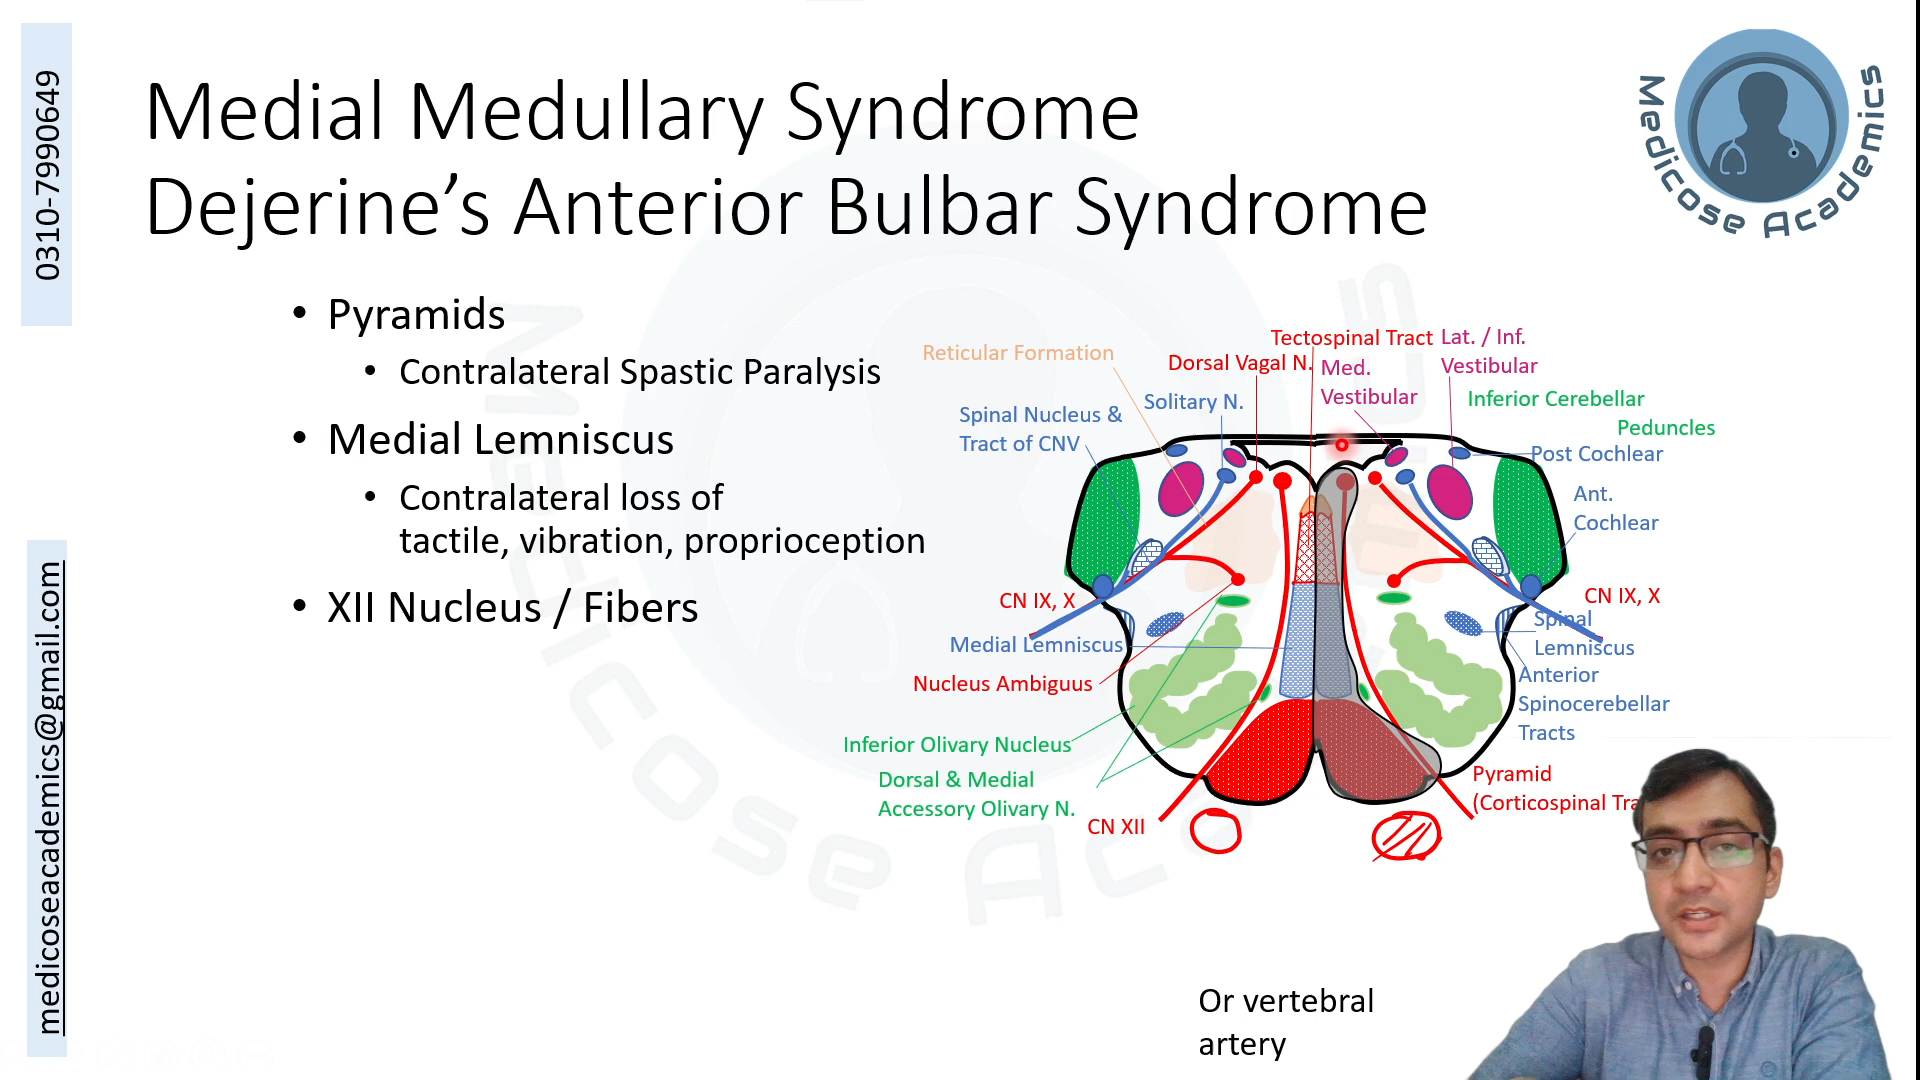 0310-7990649
medicoseacademics@gmail.com
Medial Medullary Syndrome
Dejerine’s Anterior Bulbar Syndrome
Medicose Academics
• Pyramids
• Contralateral Spastic Paralysis
• Medial Lemniscus
• Contralateral loss of
tactile, vibration, proprioception
• XII Nucleus / Fibers
Reticular Formation
Tectospinal Tract
Dorsal Vagal N.
Lat. / Inf.
Vestibular
Med.
Vestibular
Solitary N.
Spinal Nucleus &
Tract of CNV
Inferior Cerebellar
Peduncles
Post Cochlear
Ant.
Cochlear
CN IX, X
CN IX, X
Spinal
Lemniscus
Medial Lemniscus
Nucleus Ambiguus
Anterior
Spinocerebellar
Tracts
Inferior Olivary Nucleus
Dorsal & Medial
Accessory Olivary N.
CN XII
Pyramid
(Corticospinal Tra
Or vertebral
artery